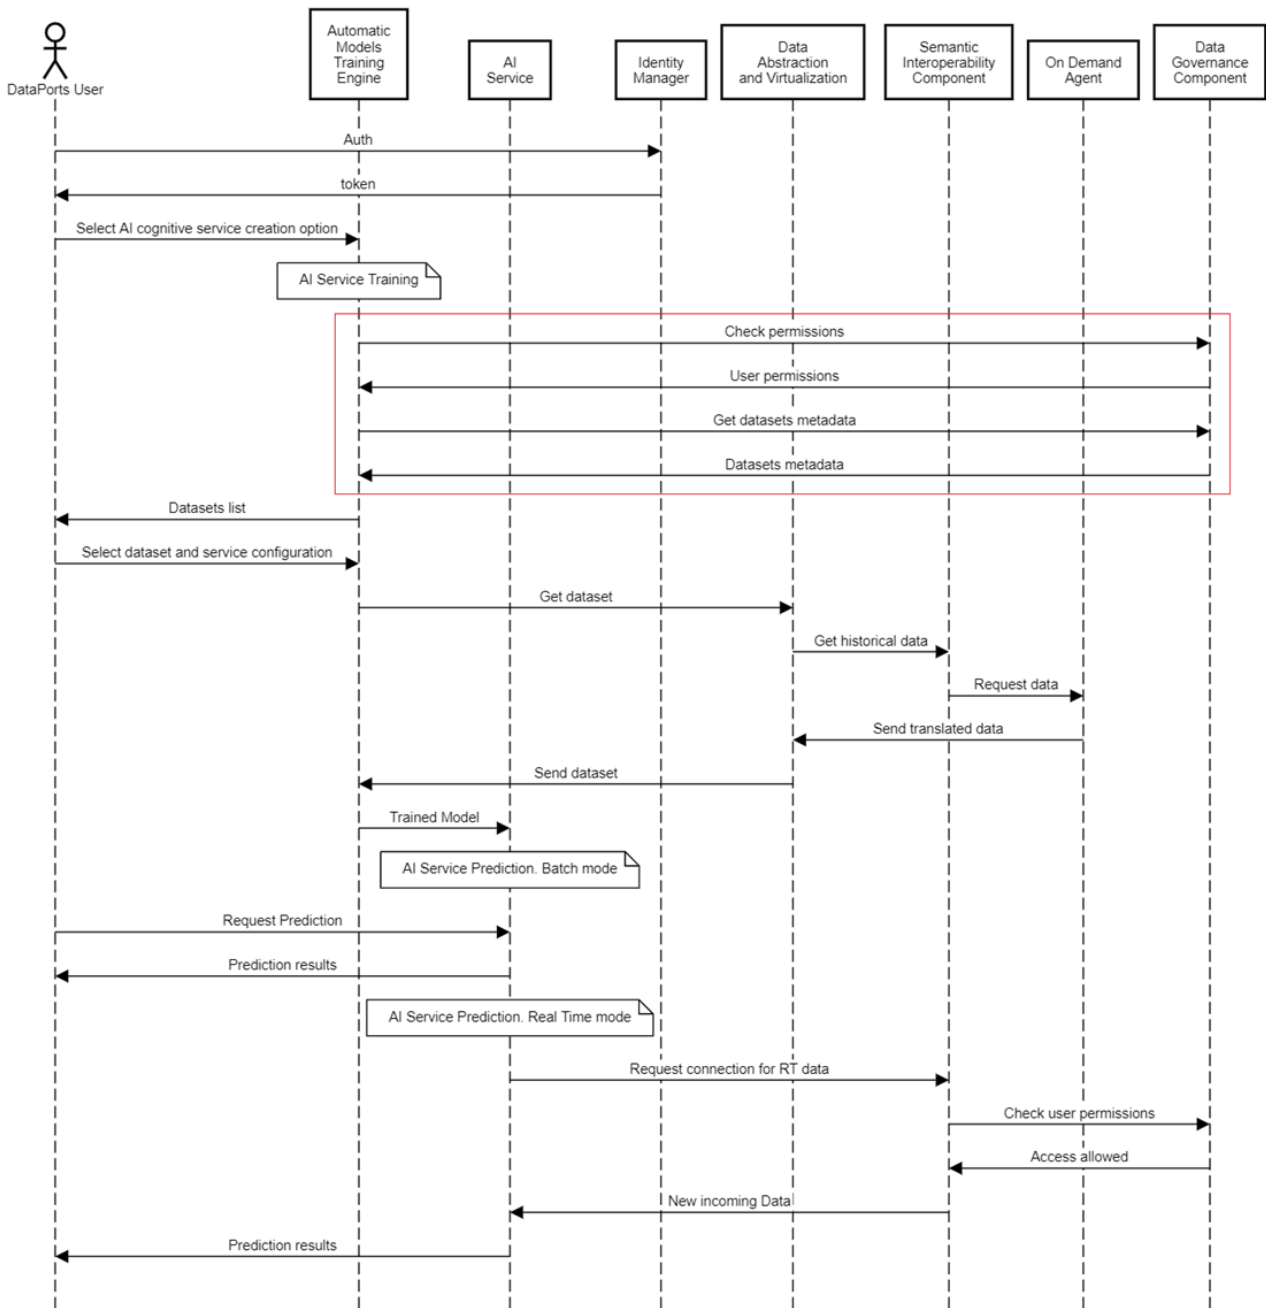 DataPorts User
Automatic
Models
Training
Engine
AI
Service
Identity
Manager
Data
Abstraction
and Virtualization
Semantic
Interoperability
Component
On Demand
Agent
Data
Governance
Component
Auth
token
Select AI cognitive service creation option
AI Service Training
Check permissions
User permissions
Get datasets metadata
Datasets metadata
Datasets list
Select dataset and service configuration
Get dataset
Get historical data
Request data
Send translated data
Send dataset
Trained Model
AI Service Prediction. Batch mode
Request Prediction
Prediction results
AI Service Prediction. Real Time mode
Request connection for RT data
Check user permissions
Access allowed
New incoming Data
Prediction results